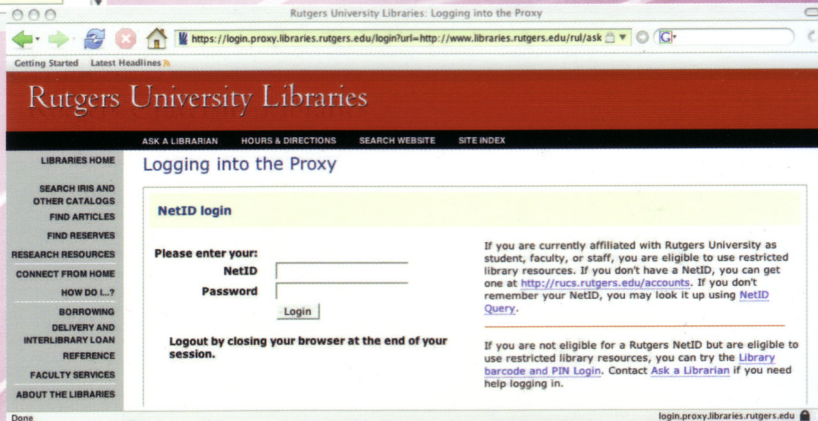 Rutgers University Libraries: Logging into the Proxy
https://login.proxy.libraries.rutgers.edu/login?url=http://www.libraries.rutgers.edu/rul/ask
G
Getting Started Latest Headlines
Rutgers University Libraries
ASK A LIBRARIAN HOURS & DIRECTIONS SEARCH WEBSITE SITE INDEX
LIBRARIES HOME
SEARCH IRIS AND
OTHER CATALOGS
FIND ARTICLES
FIND RESERVES
RESEARCH RESOURCES
CONNECT FROM HOME
HOW DO I...?
BORROWING
DELIVERY AND
INTERLIBRARY LOAN
REFERENCE
FACULTY SERVICES
ABOUT THE LIBRARIES
Logging into the Proxy
NetID login
Please enter your:
NetID
Password
Login
Logout by closing your browser at the end of your
session.
If you are currently affiliated with Rutgers University as
student, faculty, or staff, you are eligible to use restricted
library resources. If you don't have a NetID, you can get
one at http://rucs.rutgers.edu/accounts. If you don't
remember your NetID, you may look it up using NetID
Query.
If you are not eligible for a Rutgers NetID but are eligible to
use restricted library resources, you can try the Library
barcode and PIN Login. Contact Ask a Librarian if you need
help logging in.
Done
login.proxy.libraries.rutgers.edu